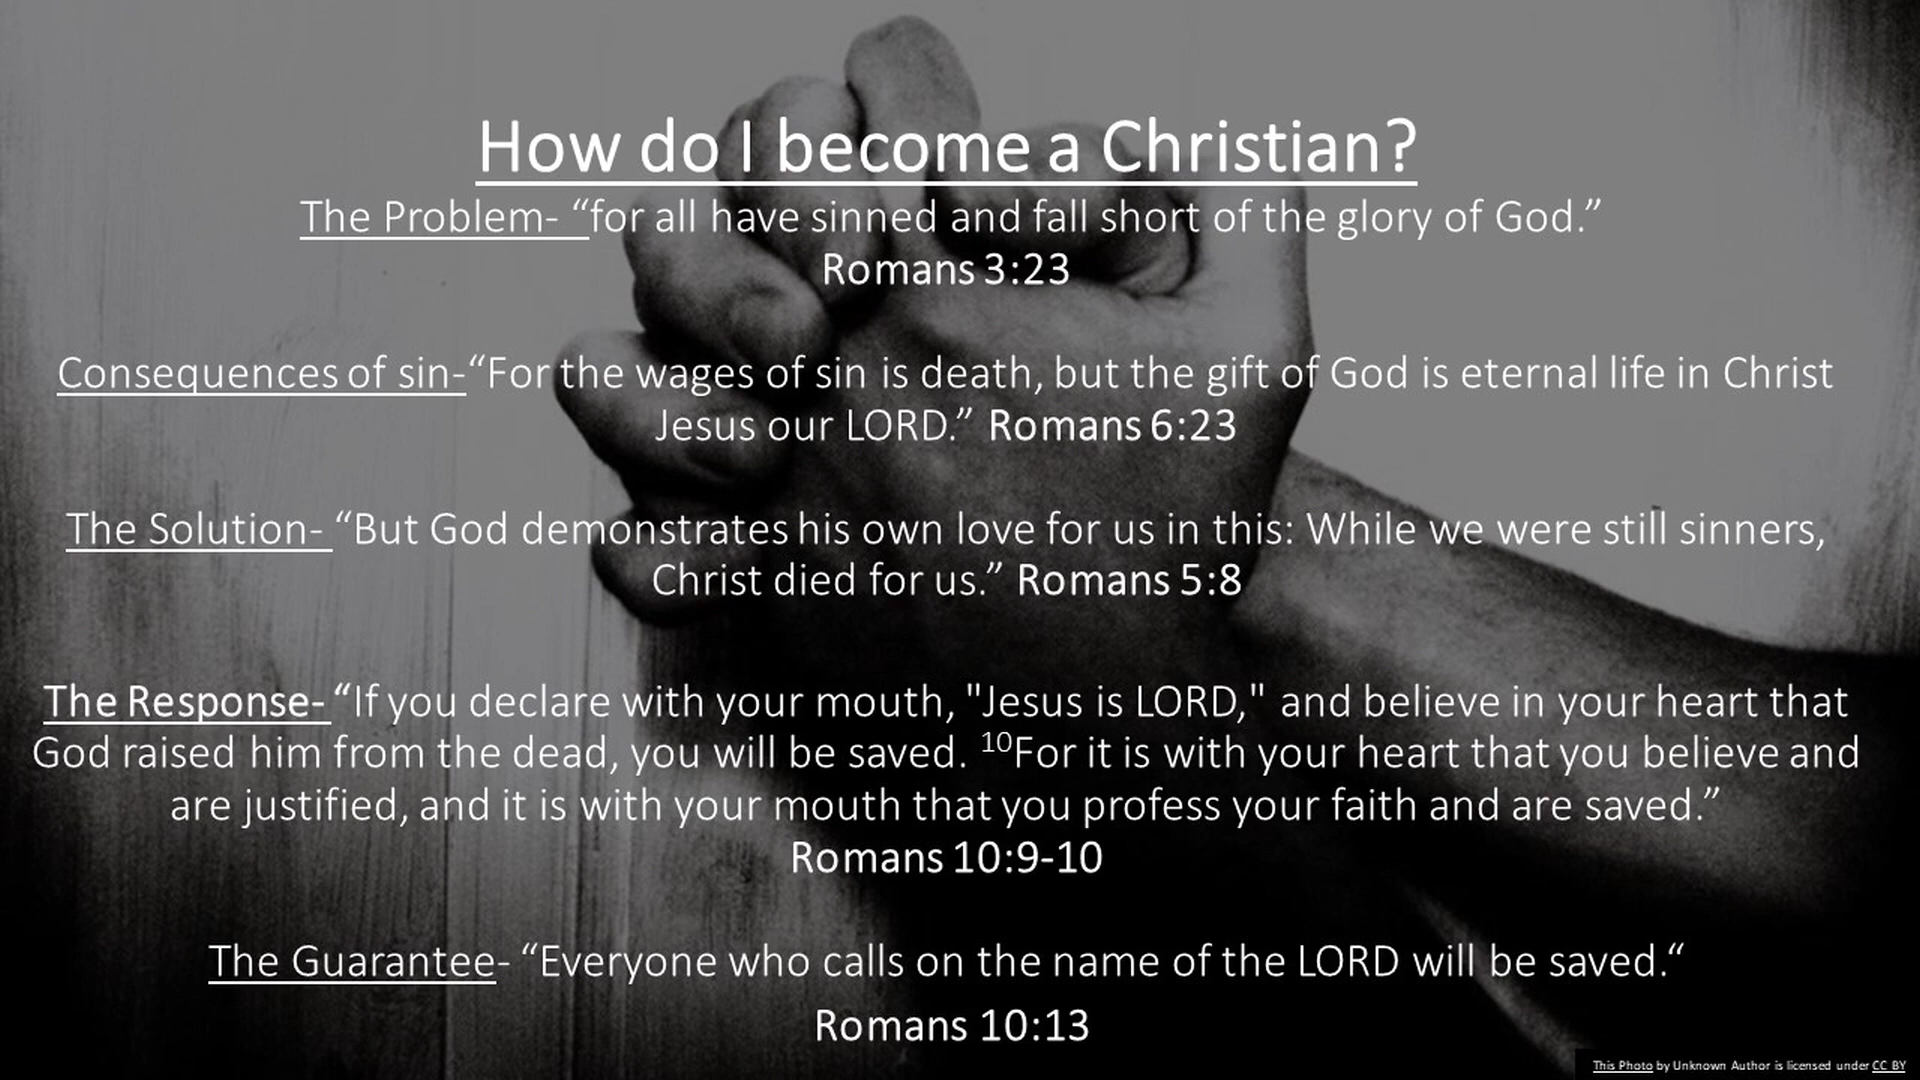 How do I become a Christian?
The Problem- “for all have sinned and fall short of the glory of God.”
Romans 3:23
Consequences of sin-“For the wages of sin is death, but the gift of God is eternal life in Christ
Jesus our LORD.” Romans 6:23
The Solution- “But God demonstrates his own love for us in this: While we were still sinners,
Christ died for us.” Romans 5:8
The Response- “If you declare with your mouth, "Jesus is LORD," and believe in your heart that
God raised him from the dead, you will be saved. ¹⁰For it is with your heart that you believe and
are justified, and it is with your mouth that you profess your faith and are saved.”
Romans 10:9-10
The Guarantee- “Everyone who calls on the name of the LORD will be saved.“
Romans 10:13
This Photo by Unknown Author is licensed under CC BY